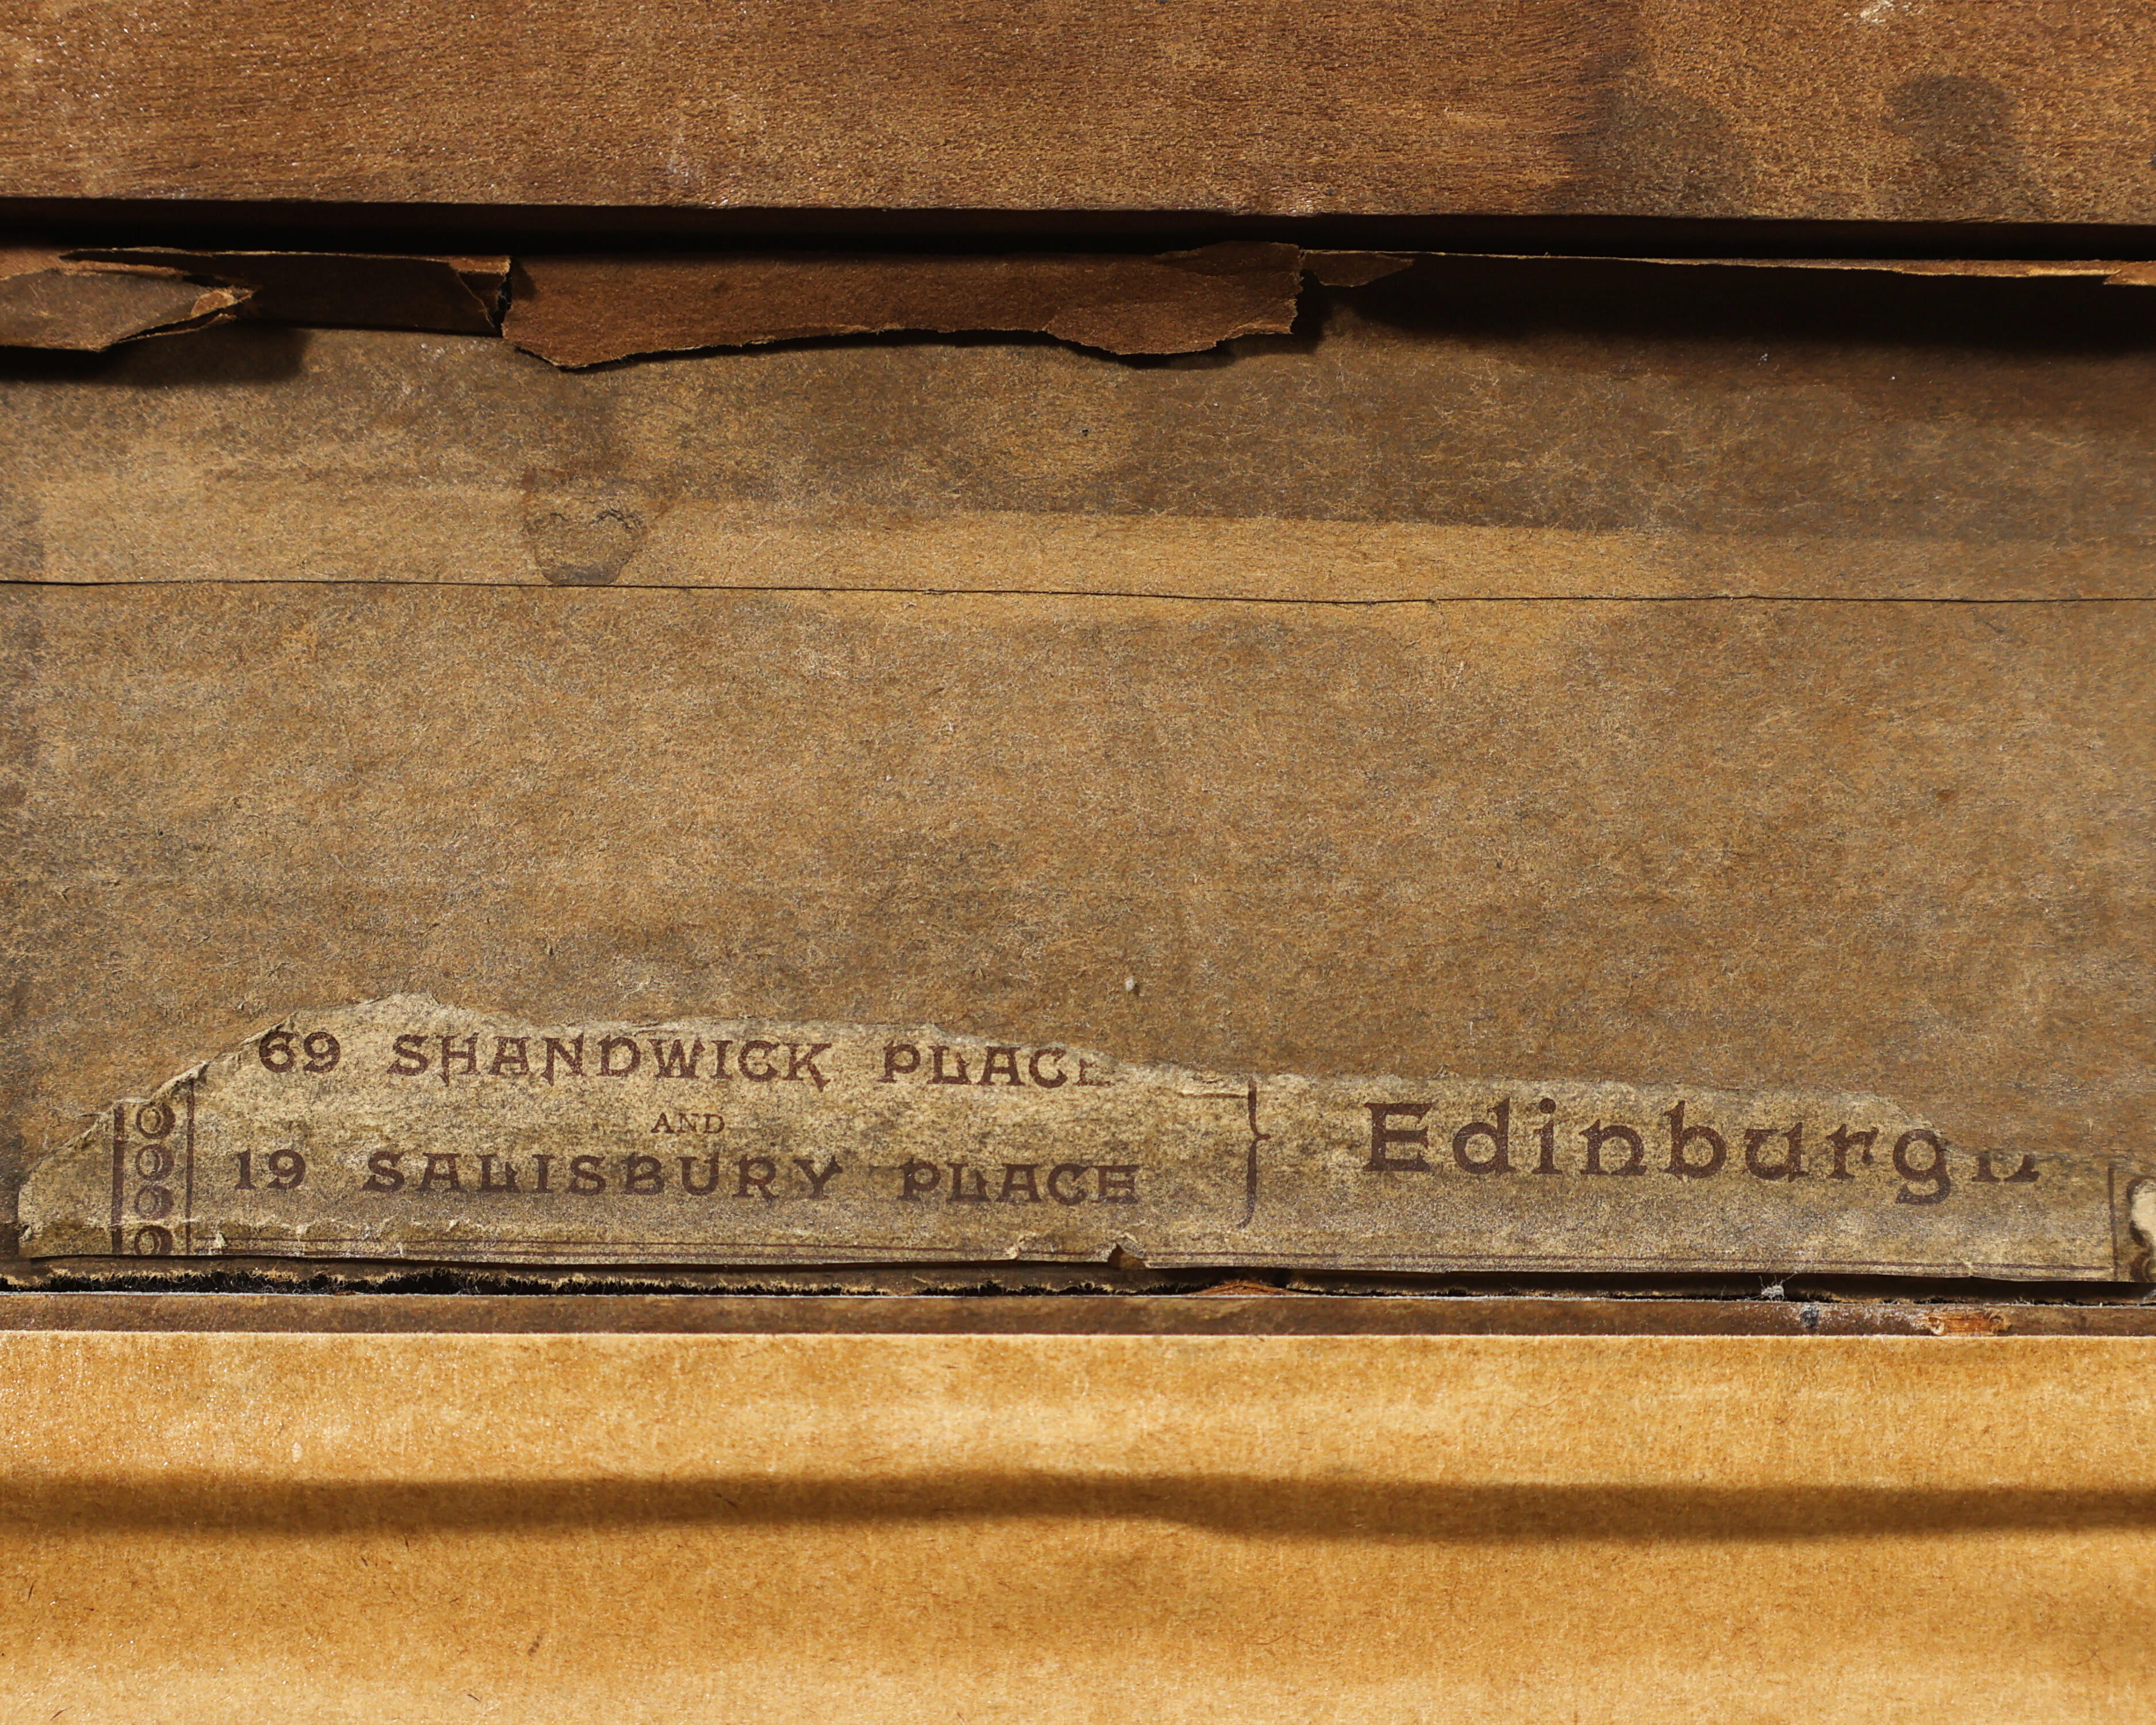 69 SHANDWICK PLACE
AND
19 SALISBURY PLACE
Edinburgh